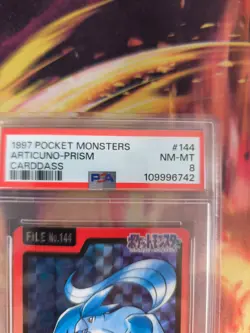 1997 POCKET MONSTERS #144
ARTICUNO-PRISM NM-MT
CARDDASS 8
PSA 109996742
FILE No.144 ポケットモンスター